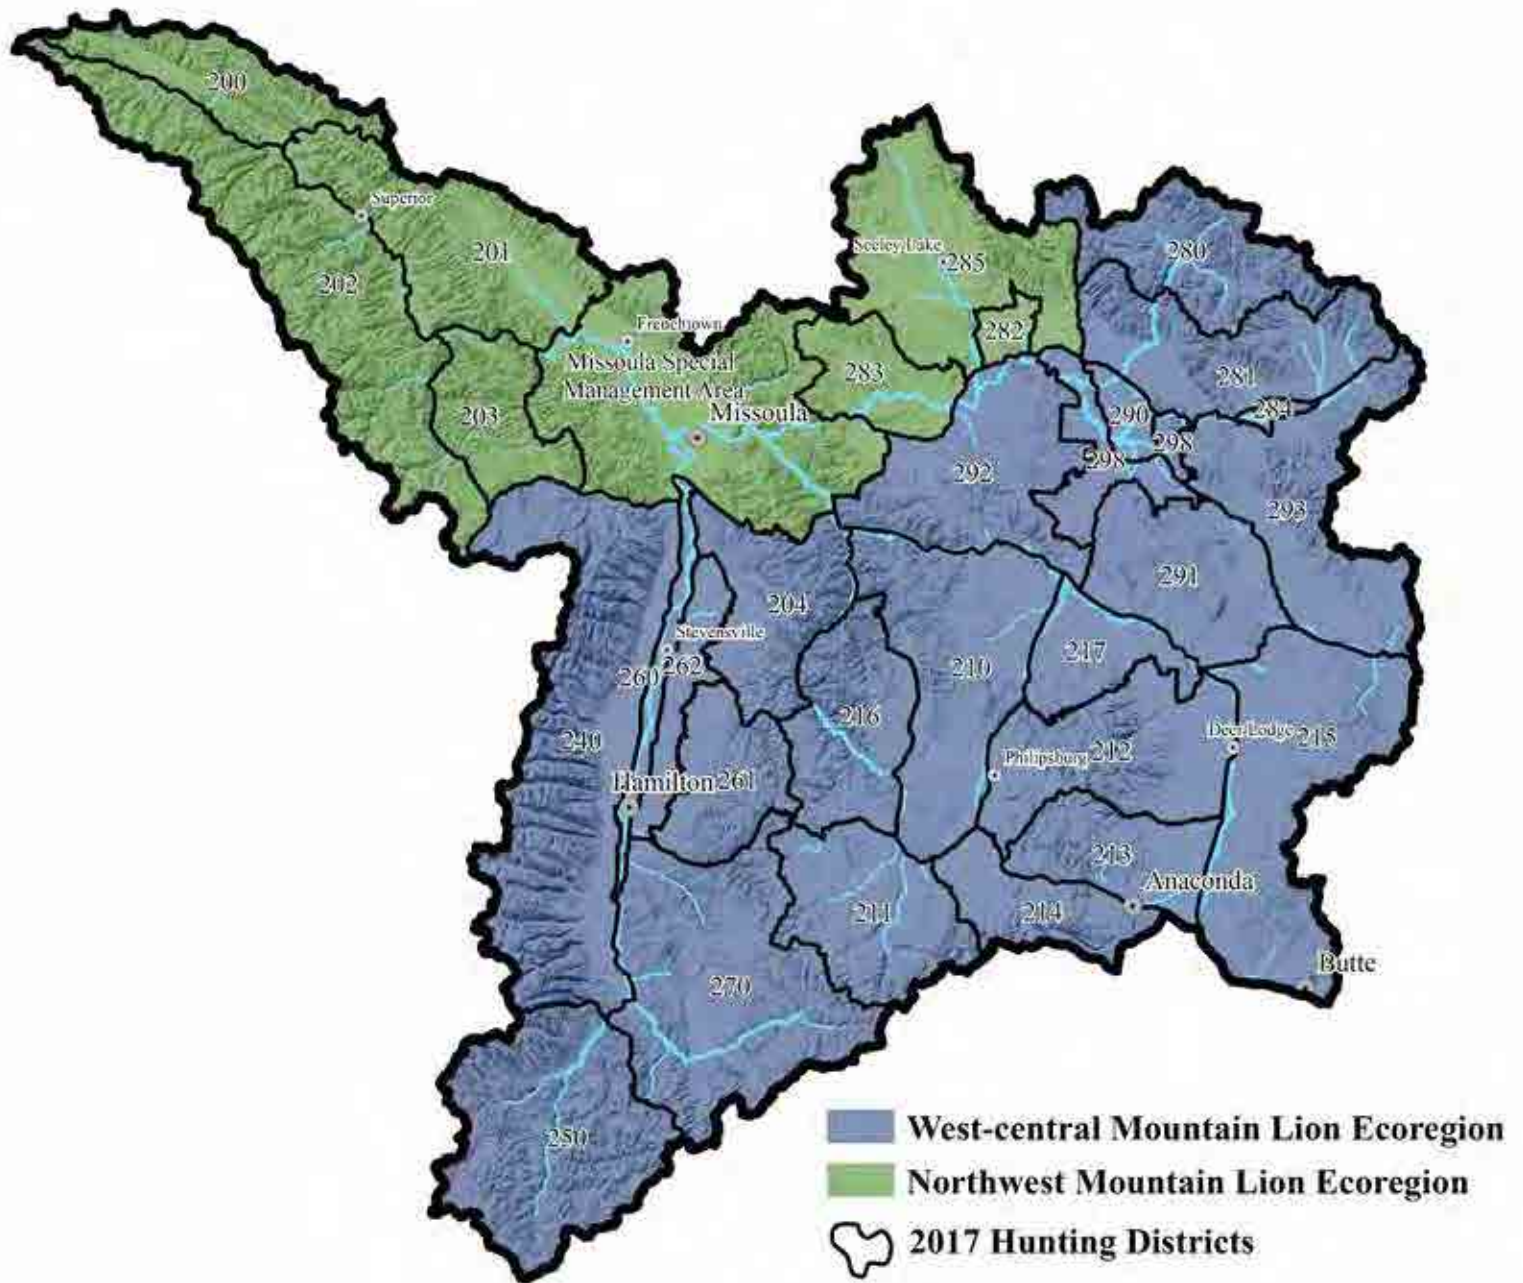 200
Superior
201
202
Seeley Lake
285
280
Frenchtown
282
Missoula Special
Management Area
283
281
203
Missoula
290
284
298
298
292
293
291
204
Stevensville
260
262
210
217
216
240
Deer Lodge
215
212
Philipsburg
Hamilton
261
213
Anaconda
211
214
Butte
270
250
West-central Mountain Lion Ecoregion
Northwest Mountain Lion Ecoregion
2017 Hunting Districts